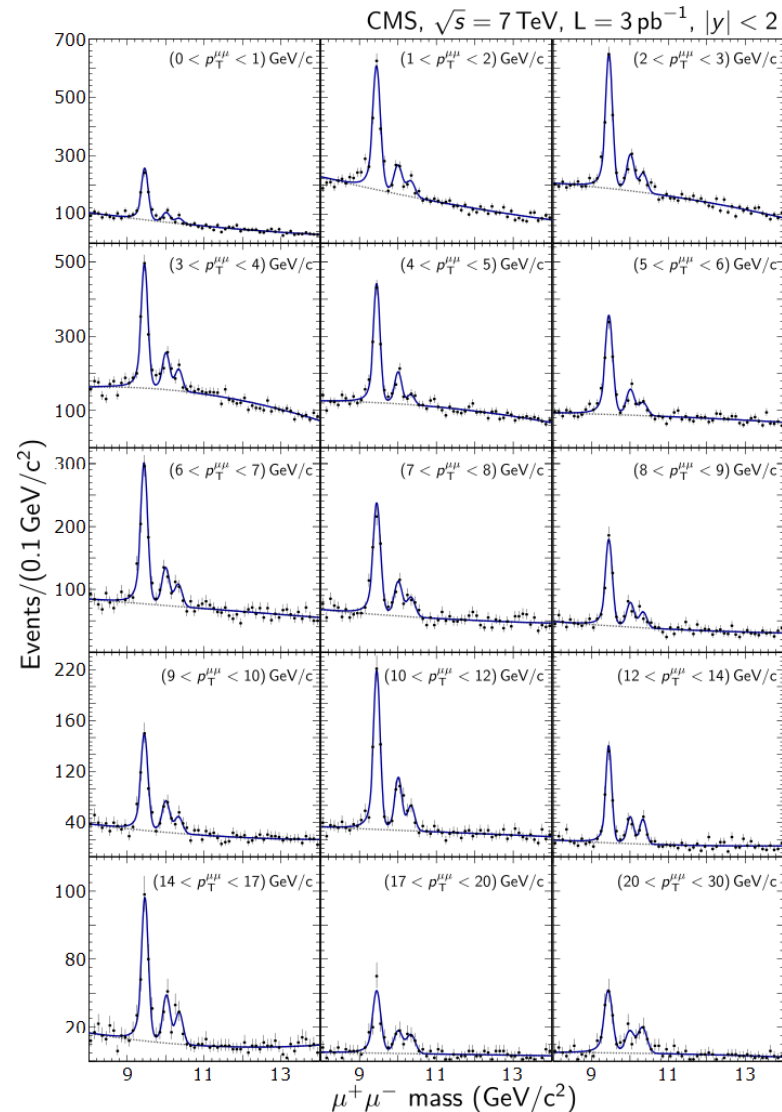 CMS, √s = 7 TeV, L = 3 pb⁻¹, |y| < 2
700 (0 < p_T^μμ < 1) GeV/c (1 < p_T^μμ < 2) GeV/c (2 < p_T^μμ < 3) GeV/c
500
300
100
500 (3 < p_T^μμ < 4) GeV/c (4 < p_T^μμ < 5) GeV/c (5 < p_T^μμ < 6) GeV/c
300
100
300 (6 < p_T^μμ < 7) GeV/c (7 < p_T^μμ < 8) GeV/c (8 < p_T^μμ < 9) GeV/c
200
100
220 (9 < p_T^μμ < 10) GeV/c (10 < p_T^μμ < 12) GeV/c (12 < p_T^μμ < 14) GeV/c
160
120
40
100 (14 < p_T^μμ < 17) GeV/c (17 < p_T^μμ < 20) GeV/c (20 < p_T^μμ < 30) GeV/c
80
20
9 11 13 9 11 13 9 11 13
Events/(0.1 GeV/c²)
μ⁺μ⁻ mass (GeV/c²)